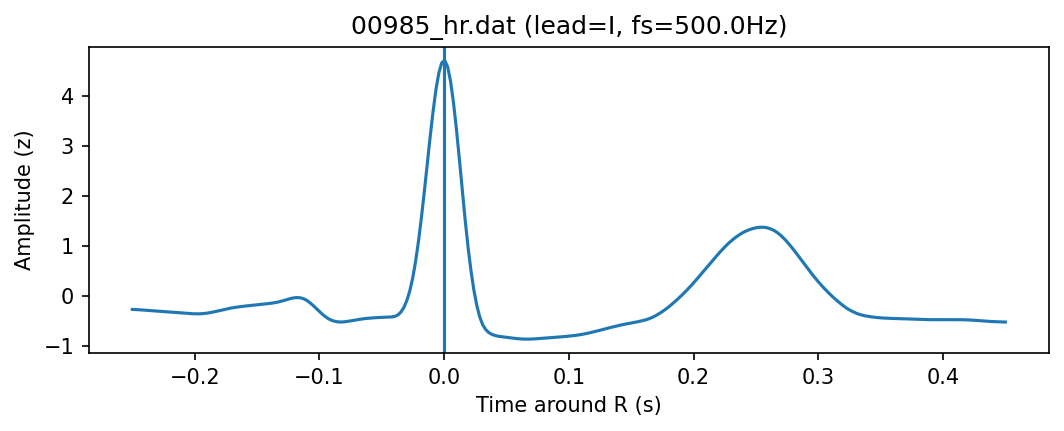 00985_hr.dat (lead=I, fs=500.0Hz)
Amplitude (z)
4
3
2
1
0
−1
−0.2 −0.1 0.0 0.1 0.2 0.3 0.4
Time around R (s)